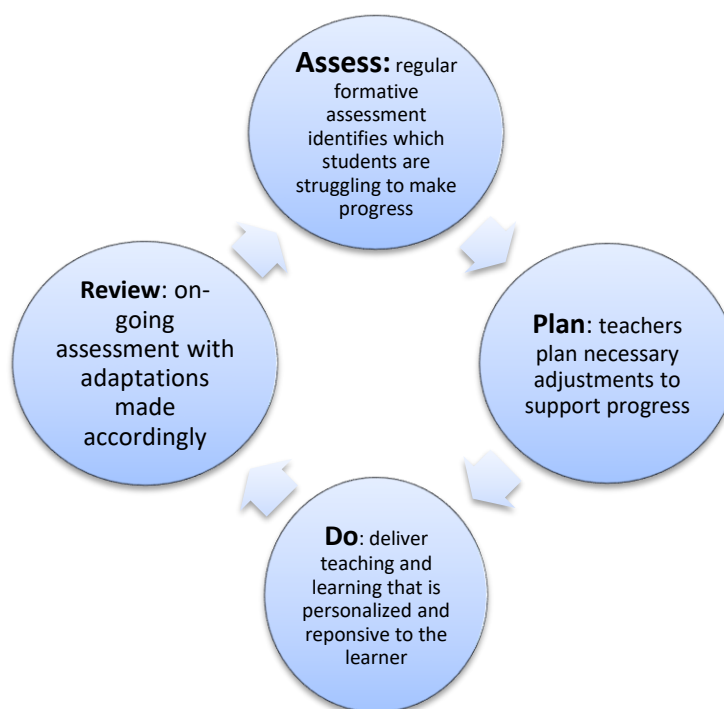 Assess: regular
formative
assessment
identifies which
students are
struggling to make
progress
Plan: teachers
plan necessary
adjustments to
support progress
Do: deliver
teaching and
learning that is
personalized and
reponsive to the
learner
Review: on-
going
assessment with
adaptations
made
accordingly